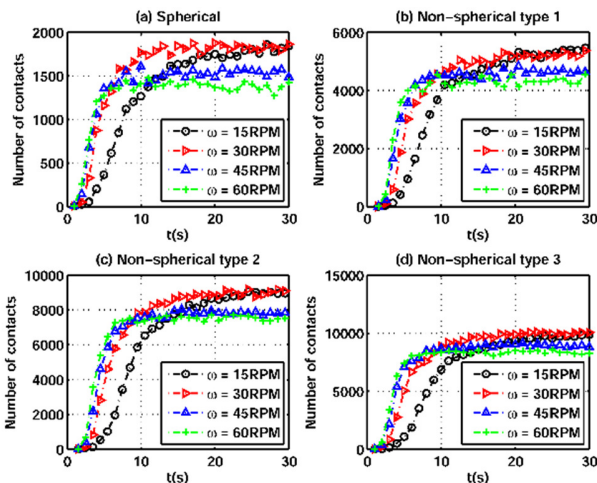 (a) Spherical
2000
1500
1000
500
0
Number of contacts
0 10 20 30
t(s)
ω = 15RPM
ω = 30RPM
ω = 45RPM
ω = 60RPM
(b) Non-spherical type 1
6000
4000
2000
0
Number of contacts
0 10 20 30
t(s)
ω = 15RPM
ω = 30RPM
ω = 45RPM
ω = 60RPM
(c) Non-spherical type 2
10000
8000
6000
4000
2000
0
Number of contacts
0 10 20 30
t(s)
ω = 15RPM
ω = 30RPM
ω = 45RPM
ω = 60RPM
(d) Non-spherical type 3
15000
10000
5000
0
Number of contacts
0 10 20 30
t(s)
ω = 15RPM
ω = 30RPM
ω = 45RPM
ω = 60RPM